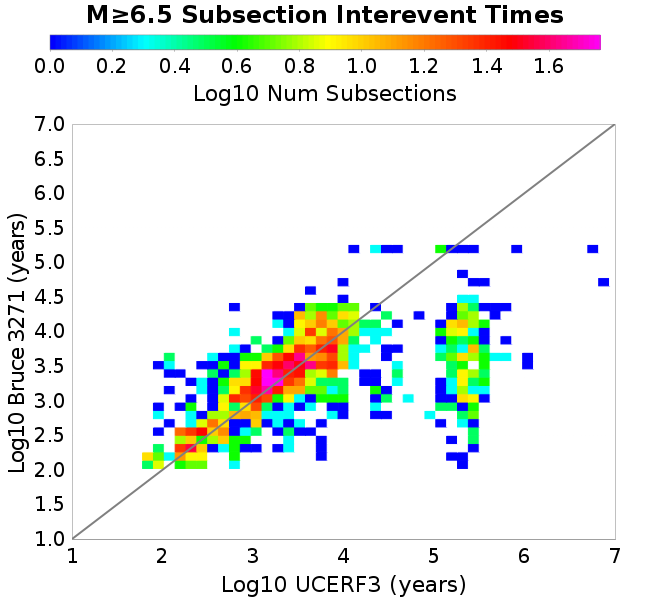 M≥6.5 Subsection Interevent Times
0.0 0.2 0.4 0.6 0.8 1.0 1.2 1.4 1.6
Log10 Num Subsections
Log10 Bruce 3271 (years)
7.0
6.5
6.0
5.5
5.0
4.5
4.0
3.5
3.0
2.5
2.0
1.5
1.0
1 2 3 4 5 6 7
Log10 UCERF3 (years)